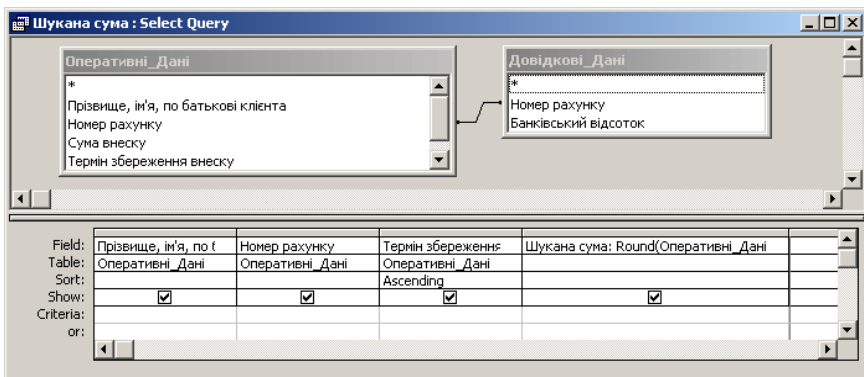 Шукана сума : Select Query
Оперативні_Дані
*
Прізвище, ім'я, по батькові клієнта
Номер рахунку
Сума внеску
Термін збереження внеску
Довідкові_Дані
*
Номер рахунку
Банківський відсоток
Field: Прізвище, ім'я, по Номер рахунку Термін збереження Шукана сума: Round(Оперативні_Дані
Table: Оперативні_Дані Оперативні_Дані Оперативні_Дані
Sort: Ascending
Show:
Criteria:
or: